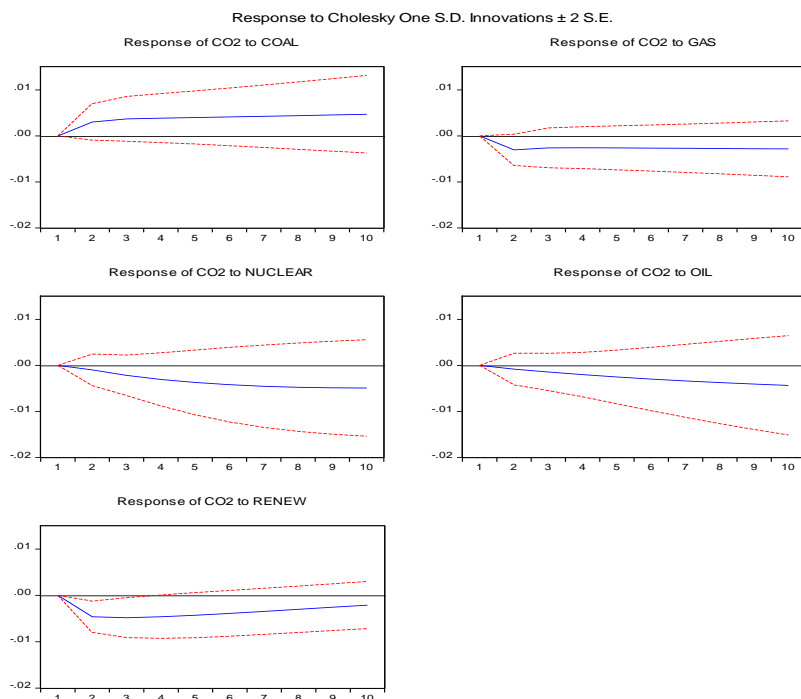 Response to Cholesky One S.D. Innovations ± 2 S.E.
Response of CO2 to COAL
.01
.00
-.01
-.02
1 2 3 4 5 6 7 8 9 10
Response of CO2 to GAS
.01
.00
-.01
-.02
1 2 3 4 5 6 7 8 9 10
Response of CO2 to NUCLEAR
.01
.00
-.01
-.02
1 2 3 4 5 6 7 8 9 10
Response of CO2 to OIL
.01
.00
-.01
-.02
1 2 3 4 5 6 7 8 9 10
Response of CO2 to RENEW
.01
.00
-.01
-.02
1 2 3 4 5 6 7 8 9 10